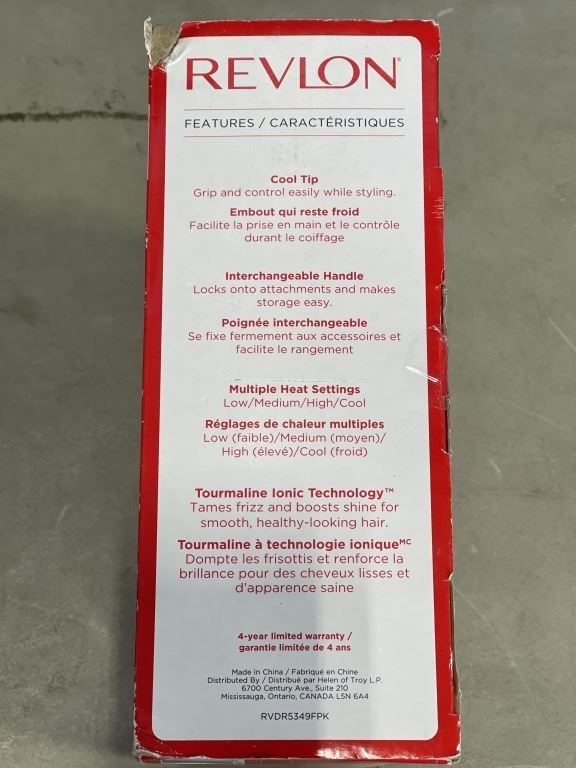 REVLON®
FEATURES / CARACTÉRISTIQUES
Cool Tip
Grip and control easily while styling.
Embout qui reste froid
Facilite la prise en main et le contrôle
durant le coiffage
Interchangeable Handle
Locks onto attachments and makes
storage easy.
Poignée interchangeable
Se fixe fermement aux accessoires et
facilite le rangement
Multiple Heat Settings
Low/Medium/High/Cool
Réglages de chaleur multiples
Low (faible)/Medium (moyen)/
High (élevé)/Cool (froid)
Tourmaline Ionic Technology™
Tames frizz and boosts shine for
smooth, healthy-looking hair.
Tourmaline à technologie ioniqueMC
Dompte les frisottis et renforce la
brillance pour des cheveux lisses et
d'apparence saine
4-year limited warranty /
garantie limitée de 4 ans
Made in China / Fabriqué en Chine
Distributed By / Distribué par Helen of Troy L.P.
6700 Century Ave., Suite 210
Mississauga, Ontario, CANADA L5N 6A4
RVDR5349FPK